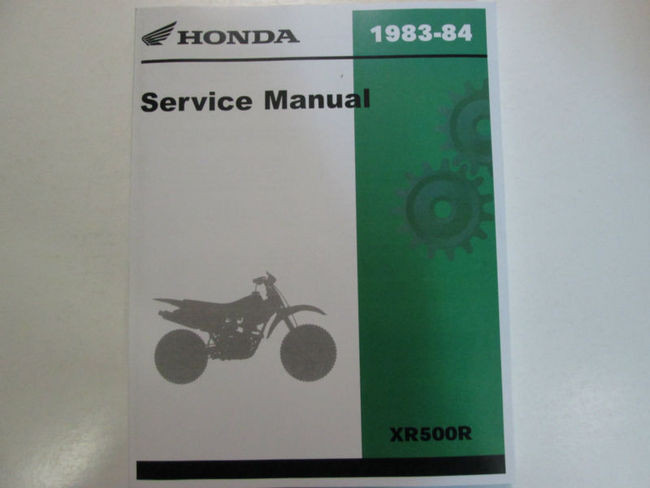 HONDA
1983-84
Service Manual
XR500R